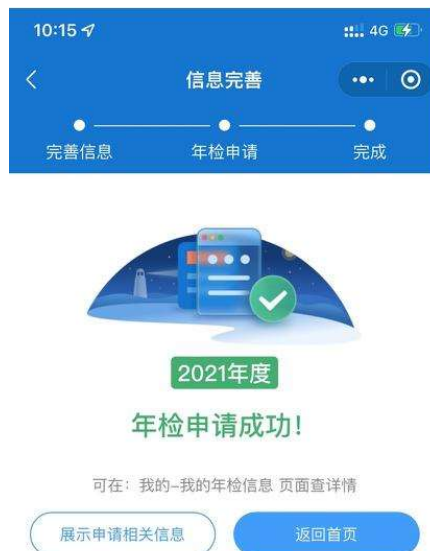 10:15 4G
信息完善
完善信息 年检申请 完成
2021年度
年检申请成功!
可在: 我的-我的年检信息 页面查详情
展示申请相关信息 返回首页